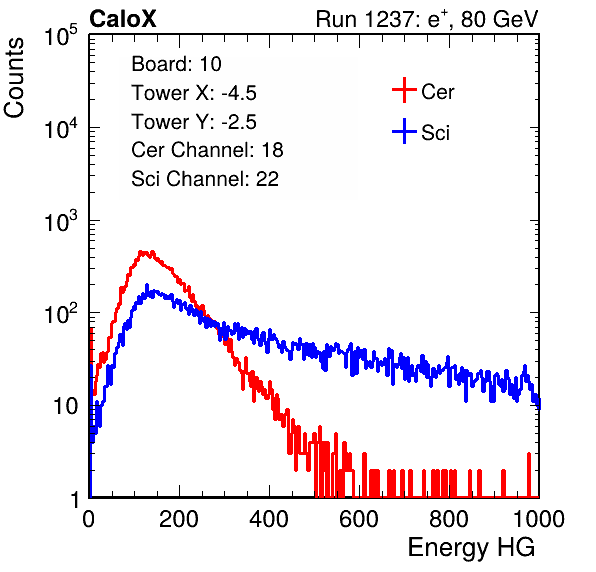 CaloX Run 1237: e⁺, 80 GeV
Counts
10⁵
10⁴
10³
10²
10
1
Board: 10
Tower X: -4.5
Tower Y: -2.5
Cer Channel: 18
Sci Channel: 22
Cer
Sci
0 200 400 600 800 1000
Energy HG